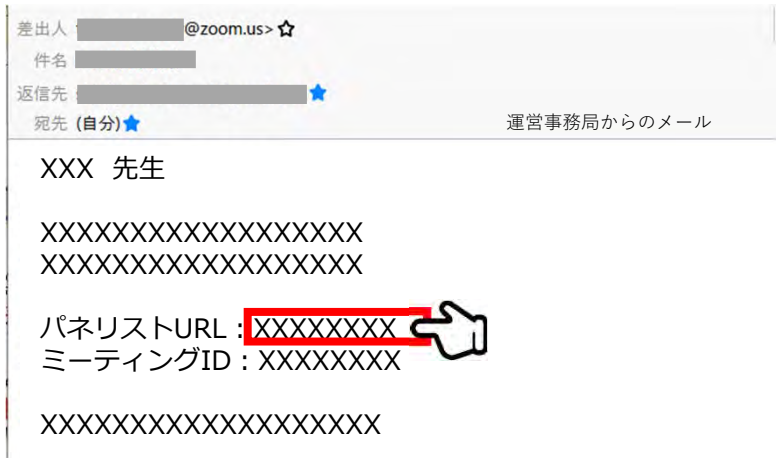 差出人 @zoom.us>
件名
返信先
宛先 (自分)
運営事務局からのメール
XXX 先生
XXXXXXXXXXXXXXXXXX
XXXXXXXXXXXXXXXXXX
パネリストURL：XXXXXXXX
ミーティングID：XXXXXXXX
XXXXXXXXXXXXXXXXXXX